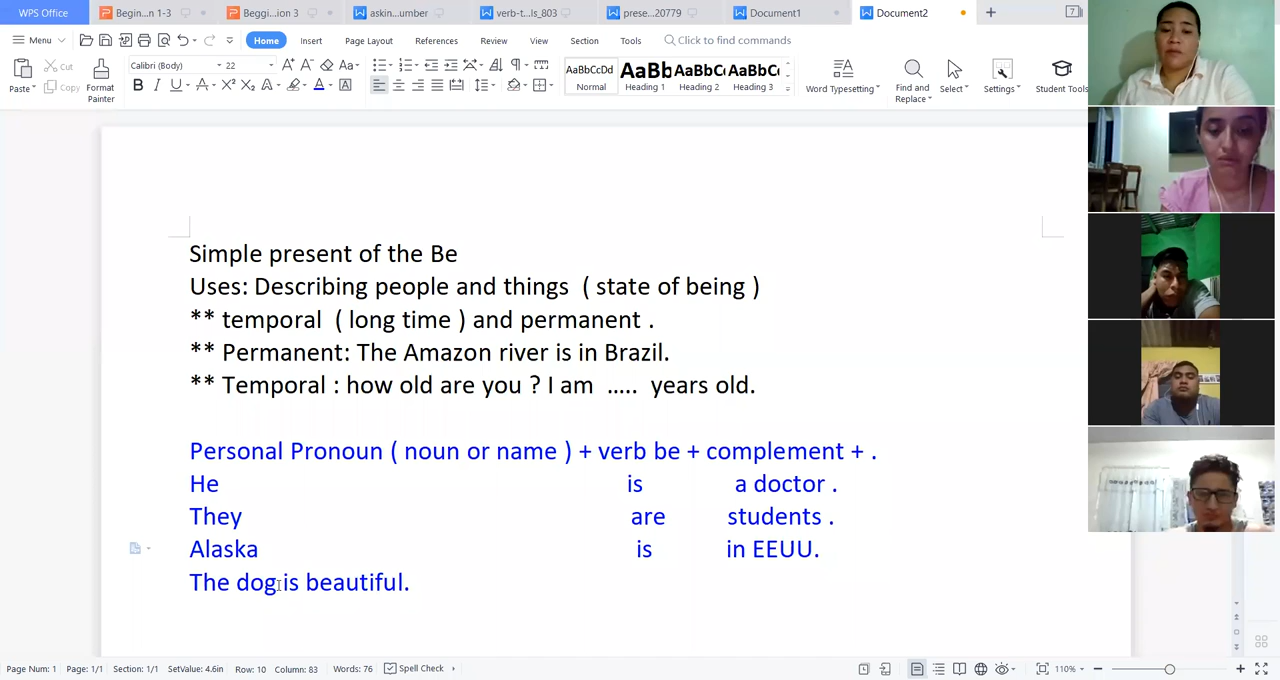 WPS Office
Begin...n 1-3
Beggi...ion 3
askin...umber
verb-t...ls_803
prese...20779
Document1
Document2
+
7
Menu
Home
Insert
Page Layout
References
Review
View
Section
Tools
Click to find commands
Paste
Cut
Copy
Format Painter
Calibri (Body)
22
AaBbCcDd
Normal
AaBb
Heading 1
AaBbCc
Heading 2
AaBbCc
Heading 3
Word Typesetting
Find and Replace
Select
Settings
Student Tools
Simple present of the Be
Uses: Describing people and things ( state of being )
** temporal ( long time ) and permanent .
** Permanent: The Amazon river is in Brazil.
** Temporal : how old are you ? I am ..... years old.
Personal Pronoun ( noun or name ) + verb be + complement + .
He is a doctor .
They are students .
Alaska is in EEUU.
The dog is beautiful.
Page Num: 1 Page: 1/1 Section: 1/1 SetValue: 4.6in Row: 10 Column: 83 Words: 76 Spell Check 110%